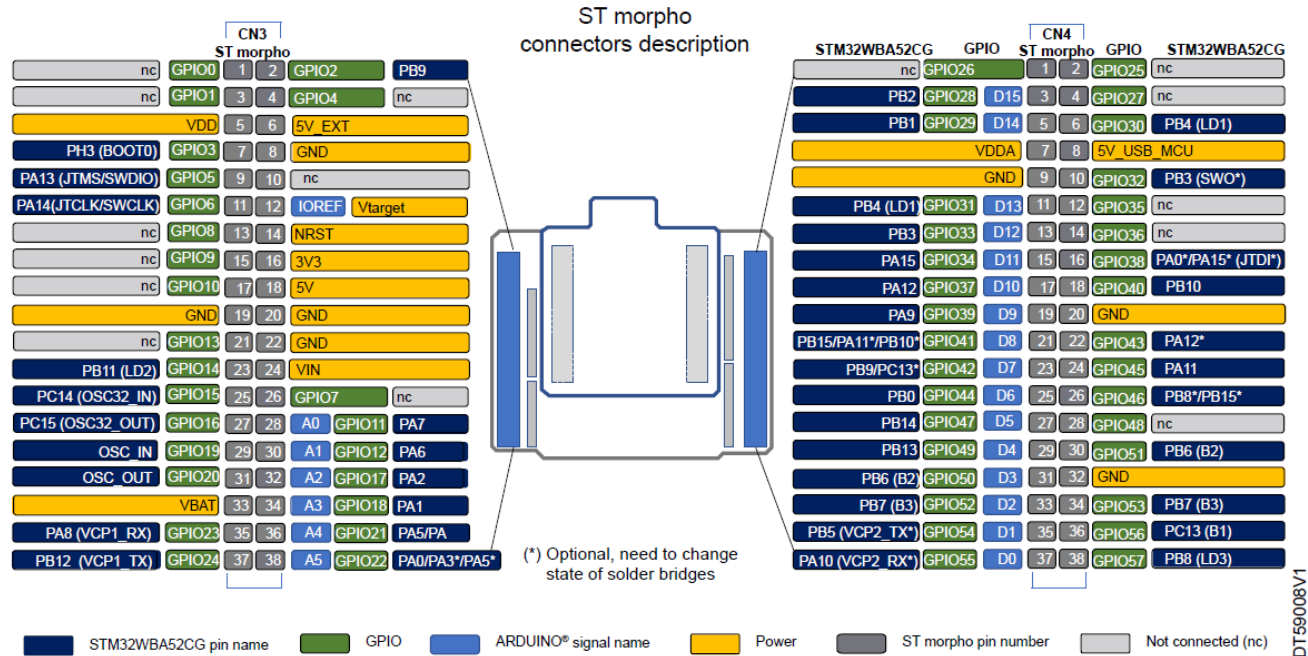 ST morpho
connectors description
CN3
ST morpho
nc GPIO0 1 2 GPIO2 PB9
nc GPIO1 3 4 GPIO4 nc
VDD 5 6 5V_EXT
PH3 (BOOT0) GPIO3 7 8 GND
PA13 (JTMS/SWDIO) GPIO5 9 10 nc
PA14(JTCLK/SWCLK) GPIO6 11 12 IOREF Vtarget
nc GPIO8 13 14 NRST
nc GPIO9 15 16 3V3
nc GPIO10 17 18 5V
GND 19 20 GND
nc GPIO13 21 22 GND
PB11 (LD2) GPIO14 23 24 VIN
PC14 (OSC32_IN) GPIO15 25 26 GPIO7 nc
PC15 (OSC32_OUT) GPIO16 27 28 A0 GPIO11 PA7
OSC_IN GPIO19 29 30 A1 GPIO12 PA6
OSC_OUT GPIO20 31 32 A2 GPIO17 PA2
VBAT 33 34 A3 GPIO18 PA1
PA8 (VCP1_RX) GPIO23 35 36 A4 GPIO21 PA5/PA
PB12 (VCP1_TX) GPIO24 37 38 A5 GPIO22 PA0/PA3*/PA5*
CN4
STM32WBA52CG GPIO ST morpho GPIO STM32WBA52CG
nc GPIO26 1 2 GPIO25 nc
PB2 GPIO28 D15 3 4 GPIO27 nc
PB1 GPIO29 D14 5 6 GPIO30 PB4 (LD1)
VDDA 7 8 5V_USB_MCU
GND 9 10 GPIO32 PB3 (SWO*)
PB4 (LD1) GPIO31 D13 11 12 GPIO35 nc
PB3 GPIO33 D12 13 14 GPIO36 nc
PA15 GPIO34 D11 15 16 GPIO38 PA0*/PA15* (JTDI*)
PA12 GPIO37 D10 17 18 GPIO40 PB10
PA9 GPIO39 D9 19 20 GND
PB15/PA11*/PB10* GPIO41 D8 21 22 GPIO43 PA12*
PB9/PC13* GPIO42 D7 23 24 GPIO45 PA11
PB0 GPIO44 D6 25 26 GPIO46 PB8*/PB15*
PB14 GPIO47 D5 27 28 GPIO48 nc
PB13 GPIO49 D4 29 30 GPIO51 PB6 (B2)
PB6 (B2) GPIO50 D3 31 32 GND
PB7 (B3) GPIO52 D2 33 34 GPIO53 PB7 (B3)
PB5 (VCP2_TX*) GPIO54 D1 35 36 GPIO56 PC13 (B1)
PA10 (VCP2_RX*) GPIO55 D0 37 38 GPIO57 PB8 (LD3)
(*) Optional, need to change
state of solder bridges
STM32WBA52CG pin name GPIO ARDUINO® signal name Power ST morpho pin number Not connected (nc)
DT59008V1